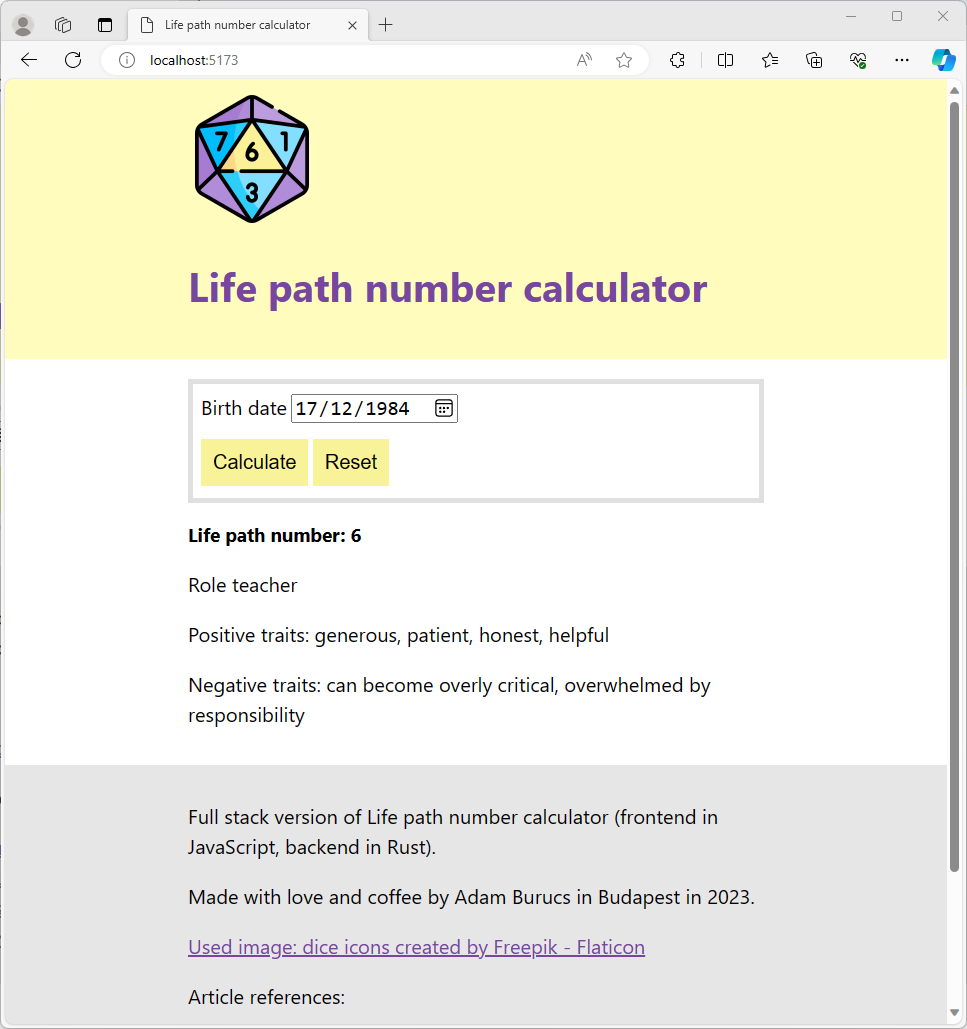 Life path number calculator
localhost:5173
7 6 1
3
Life path number calculator
Birth date 17/12/1984
Calculate Reset
Life path number: 6
Role teacher
Positive traits: generous, patient, honest, helpful
Negative traits: can become overly critical, overwhelmed by
responsibility
Full stack version of Life path number calculator (frontend in
JavaScript, backend in Rust).
Made with love and coffee by Adam Burucs in Budapest in 2023.
Used image: dice icons created by Freepik - Flaticon
Article references: